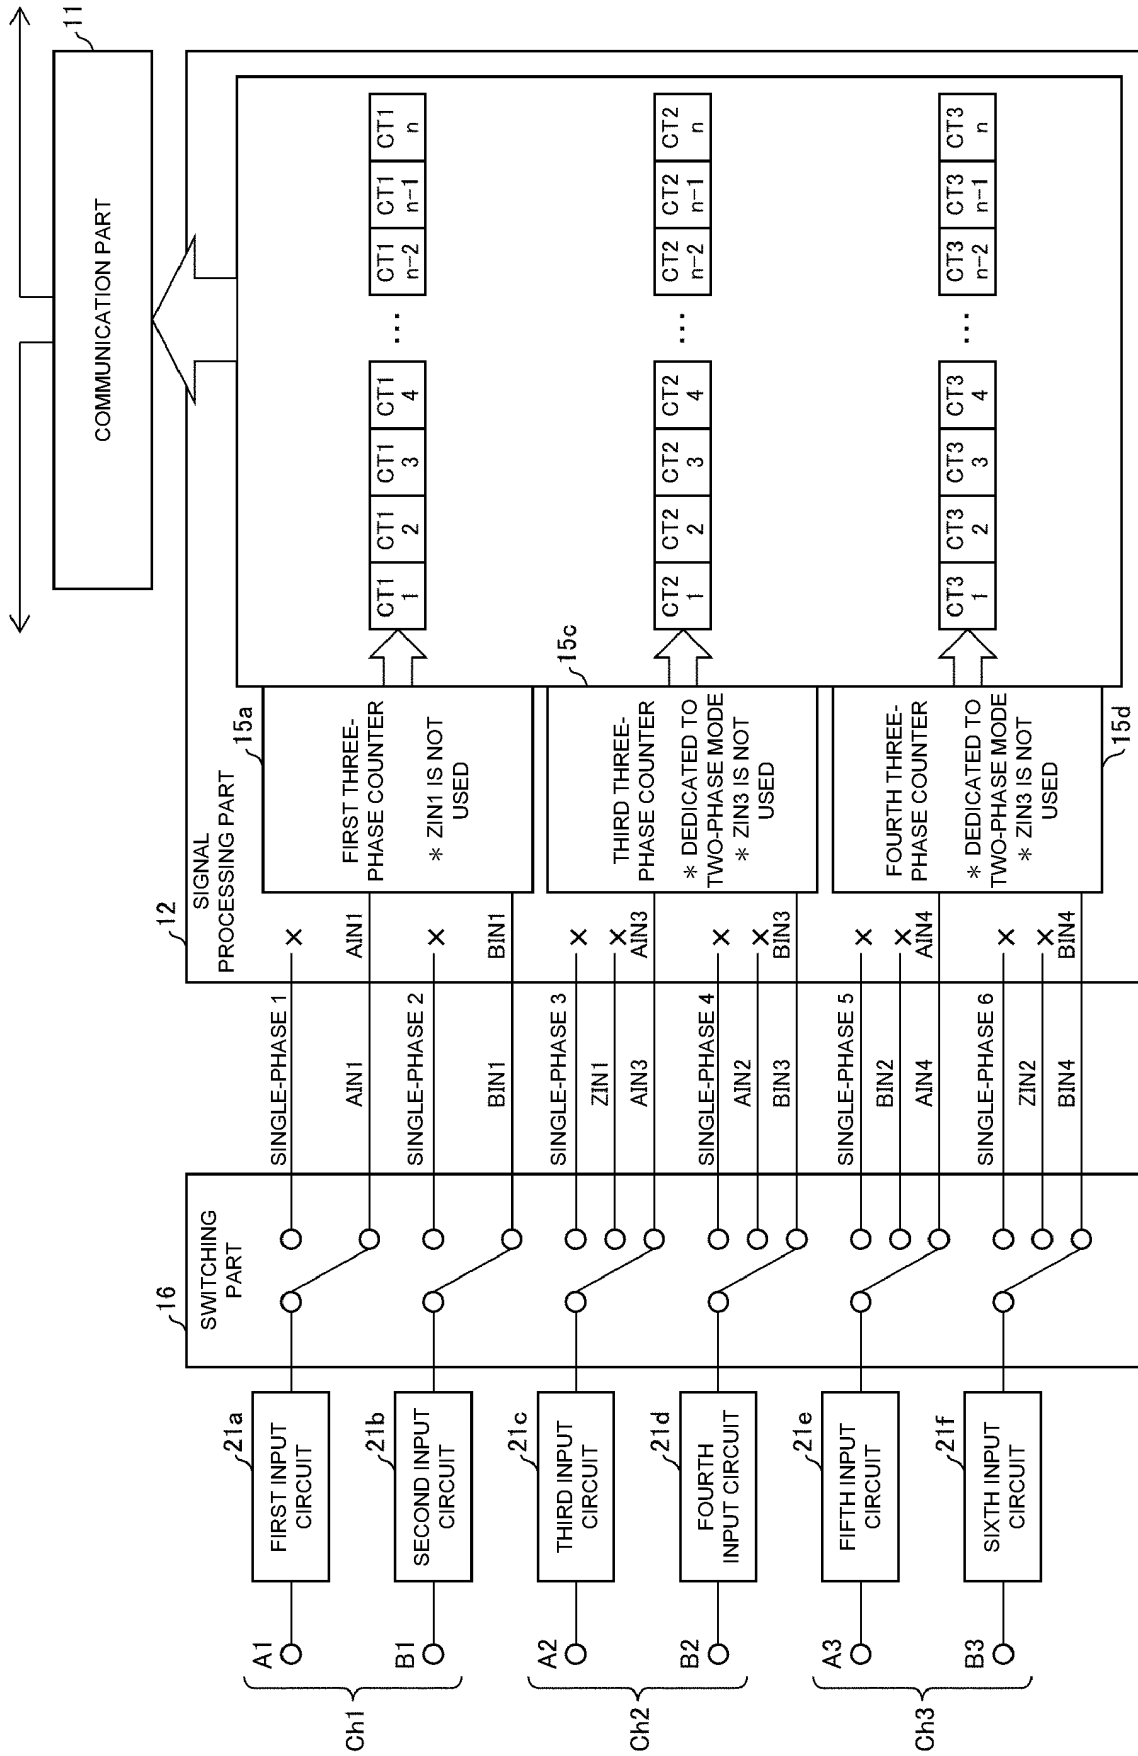 11
COMMUNICATION PART
12
SIGNAL
PROCESSING PART
16
SWITCHING
PART
Ch1
A1
21a
FIRST INPUT
CIRCUIT
SINGLE-PHASE 1
×
AIN1
AIN1
B1
21b
SECOND INPUT
CIRCUIT
SINGLE-PHASE 2
×
BIN1
BIN1
15a
FIRST THREE-
PHASE COUNTER
* ZIN1 IS NOT
USED
CT1
1
CT1
2
CT1
3
CT1
4
...
CT1
n-2
CT1
n-1
CT1
n
Ch2
A2
21c
THIRD INPUT
CIRCUIT
SINGLE-PHASE 3
×
ZIN1
×
AIN3
AIN3
B2
21d
FOURTH
INPUT CIRCUIT
SINGLE-PHASE 4
×
AIN2
×
BIN3
BIN3
15c
THIRD THREE-
PHASE COUNTER
* DEDICATED TO
TWO-PHASE MODE
* ZIN3 IS NOT
USED
CT2
1
CT2
2
CT2
3
CT2
4
...
CT2
n-2
CT2
n-1
CT2
n
Ch3
A3
21e
FIFTH INPUT
CIRCUIT
SINGLE-PHASE 5
×
BIN2
×
AIN4
AIN4
B3
21f
SIXTH INPUT
CIRCUIT
SINGLE-PHASE 6
×
ZIN2
×
BIN4
BIN4
15d
FOURTH THREE-
PHASE COUNTER
* DEDICATED TO
TWO-PHASE MODE
* ZIN3 IS NOT
USED
CT3
1
CT3
2
CT3
3
CT3
4
...
CT3
n-2
CT3
n-1
CT3
n